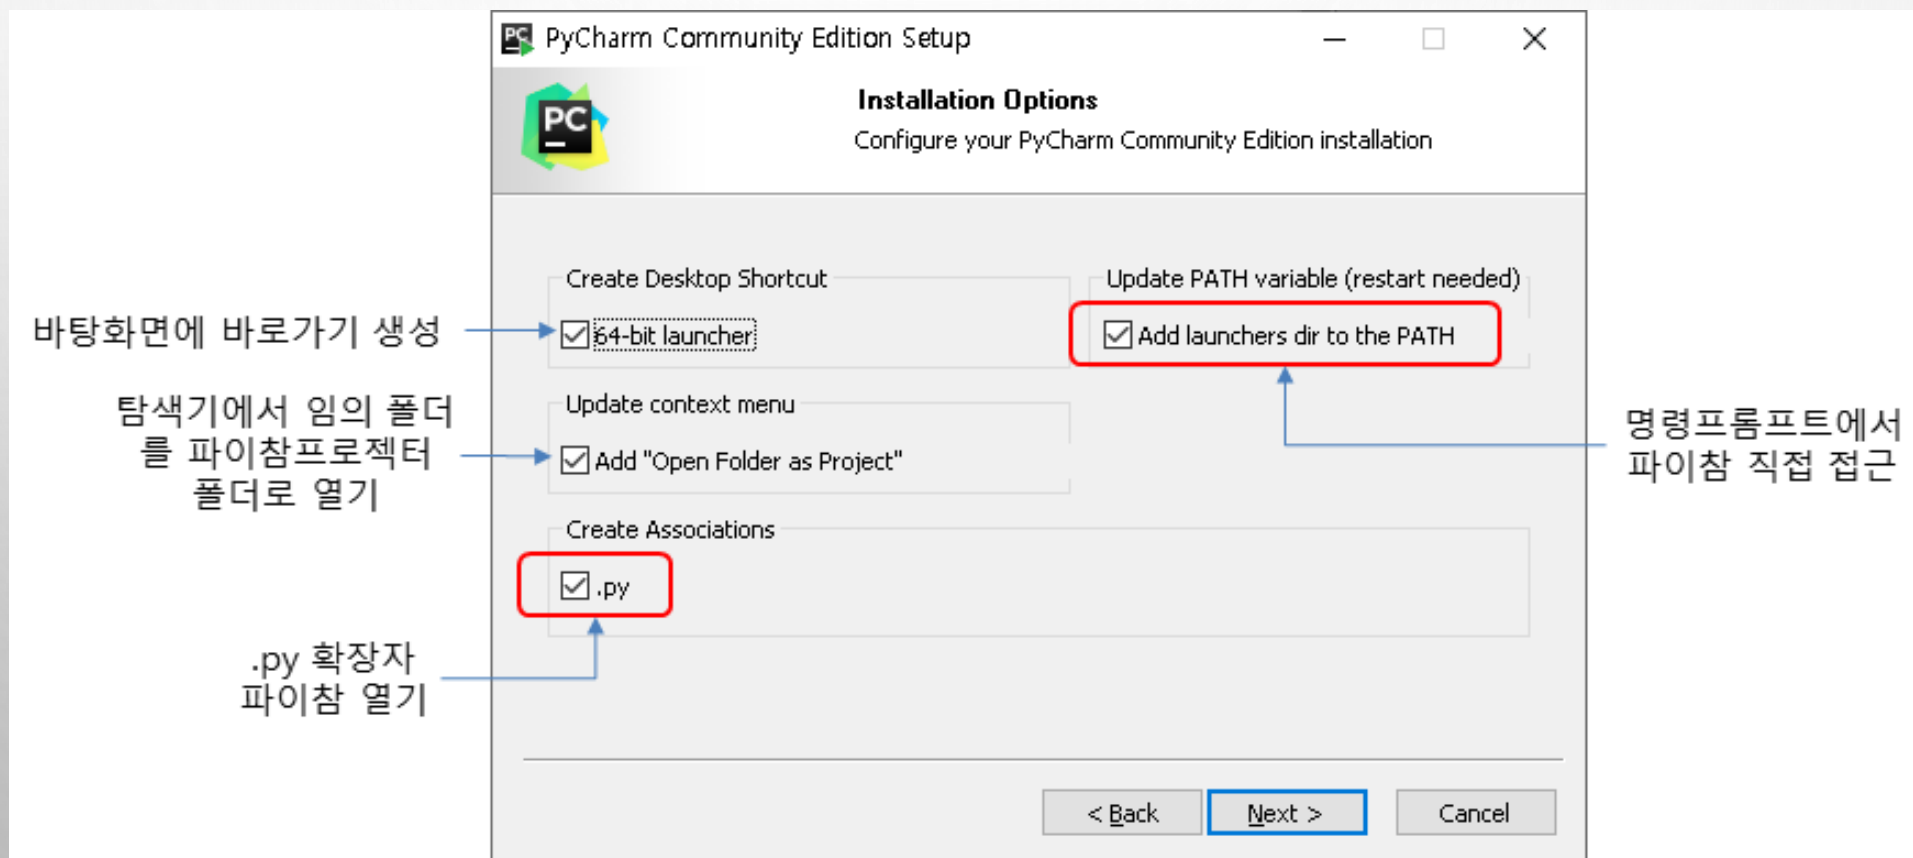 PyCharm Community Edition Setup
PC
Installation Options
Configure your PyCharm Community Edition installation
Create Desktop Shortcut
64-bit launcher
Update PATH variable (restart needed)
Add launchers dir to the PATH
Update context menu
Add "Open Folder as Project"
Create Associations
.py
바탕화면에 바로가기 생성
탐색기에서 임의 폴더
를 파이참프로젝터
폴더로 열기
.py 확장자
파이참 열기
명령프롬프트에서
파이참 직접 접근
< Back
Next >
Cancel